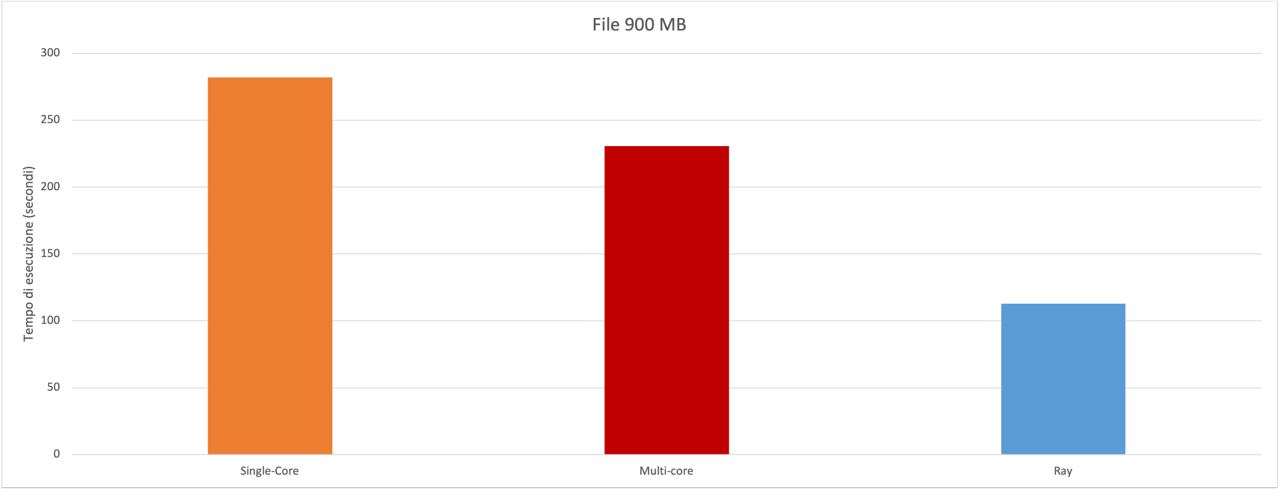 File 900 MB
Tempo di esecuzione (secondi)
300
250
200
150
100
50
0
Single-Core
Multi-core
Ray